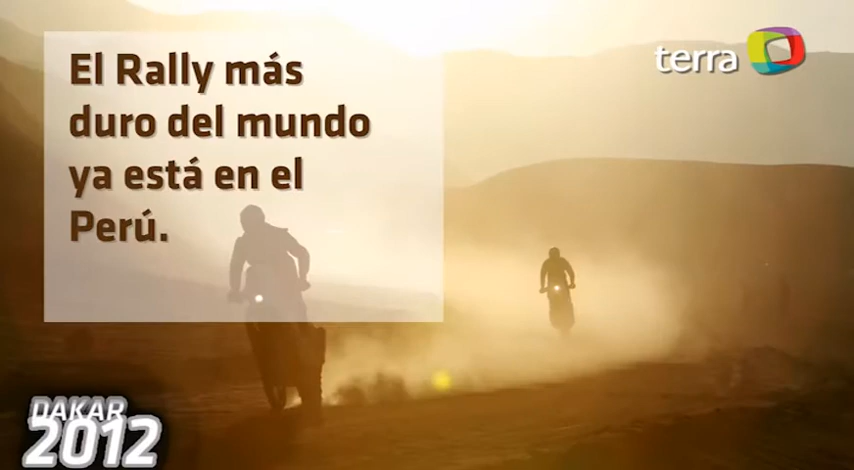 El Rally más
duro del mundo
ya está en el
Perú.
terra
DAKAR
2012